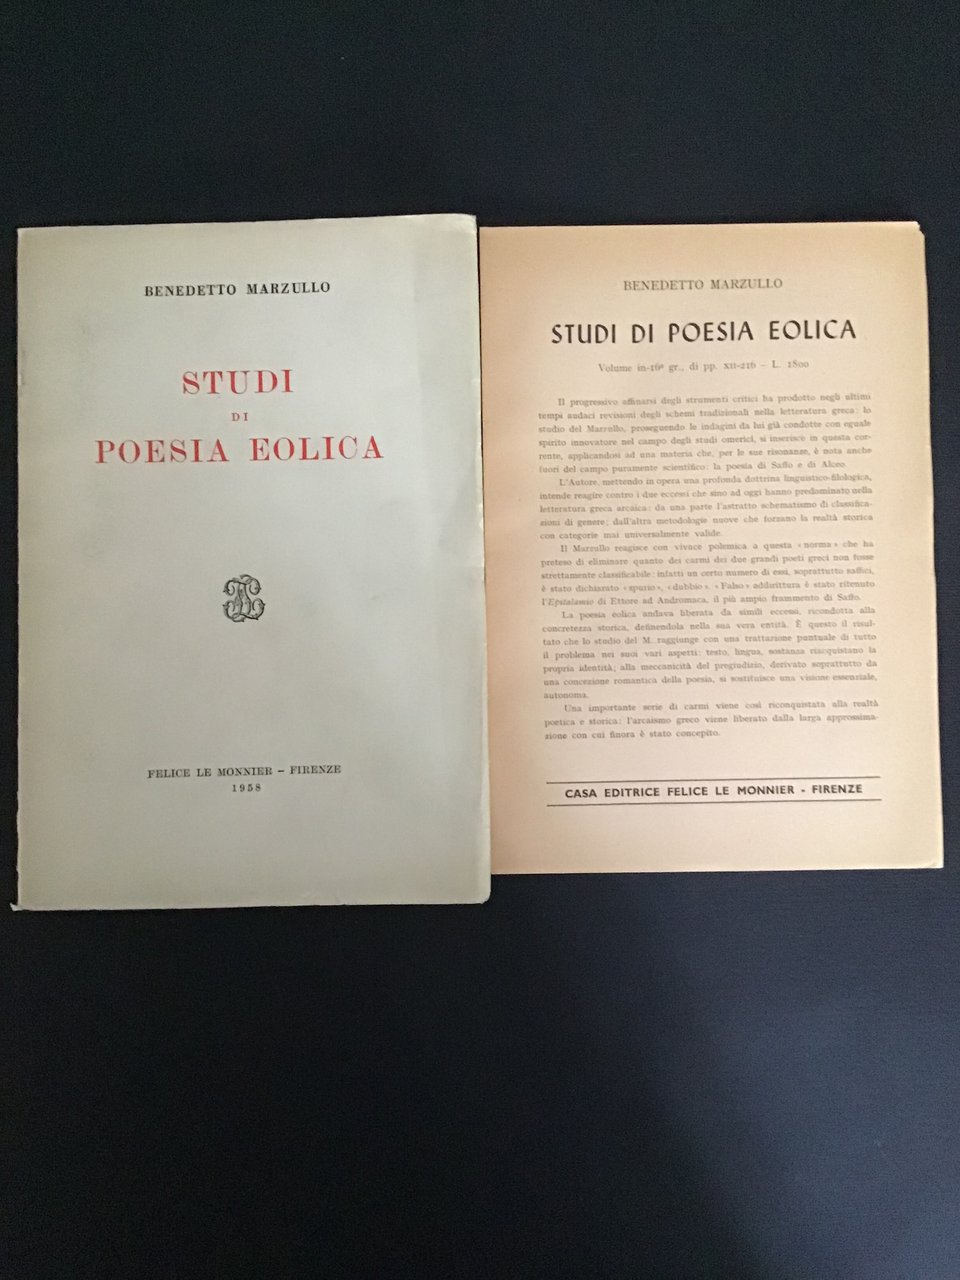 BENEDETTO MARZULLO
STUDI
DI
POESIA EOLICA
FELICE LE MONNIER – FIRENZE
1958
BENEDETTO MARZULLO
STUDI DI POESIA EOLICA
Volume in-16º gr., di pp. XII-216 – L. 1800
Il progressivo affinarsi degli strumenti critici ha prodotto negli ultimi
tempi audaci revisioni degli schemi tradizionali nella letteratura greca: lo
studio del Marzullo, proseguendo le indagini da lui già condotte con eguale
spirito innovatore nel campo degli studi omerici, si inserisce in questa cor-
rente, applicandosi ad una materia che, per le sue risonanze, è nota anche
fuori del campo puramente scientifico: la poesia di Saffo e di Alceo.
L'Autore, mettendo in opera una profonda dottrina linguistico-filologica,
intende reagire contro i due eccessi che sino ad oggi hanno predominato nella
letteratura greca arcaica: da una parte l'astratto schematismo di classifica-
zioni di genere; dall'altra metodologie nuove che forzano la realtà storica
con categorie mai universalmente valide.
Il Marzullo reagisce con vivace polemica a questa « norma » che ha
preteso di eliminare quanto dei carmi dei due grandi poeti greci non fosse
strettamente classificabile: infatti un certo numero di essi, soprattutto saffici,
è stato dichiarato « spurio », « dubbio ». « Falso » addirittura è stato ritenuto
l'Epitalamio di Ettore ad Andromaca, il più ampio frammento di Saffo.
La poesia eolica andava liberata da simili eccessi, ricondotta alla
concretezza storica, definendola nella sua vera entità. È questo il risul-
tato che lo studio del M. raggiunge con una trattazione puntuale di tutto
il problema nei suoi vari aspetti: testo, lingua, sostanza riacquistano la
propria identità; alla meccanicità del pregiudizio, derivato soprattutto da
una concezione romantica della poesia, si sostituisce una visione essenziale,
autonoma.
Una importante serie di carmi viene così riconquistata alla realtà
poetica e storica: l'arcaismo greco viene liberato dalla larga approssima-
zione con cui finora è stato concepito.
CASA EDITRICE FELICE LE MONNIER - FIRENZE